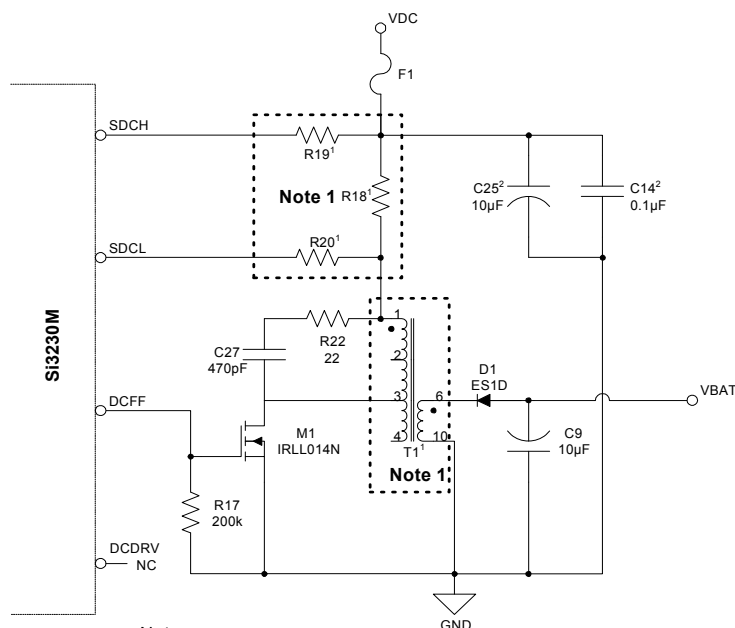 VDC
F1
SDCH
R19¹
Note 1
R18¹
C25²
10µF
C14²
0.1µF
SDCL
R20¹
Si3230M
1
R22
22
C27
470pF
2
D1
ES1D
DCFF
3
6
VBAT
M1
IRLL014N
4
10
T1¹
C9
10µF
Note 1
R17
200k
DCDRV
NC
GND